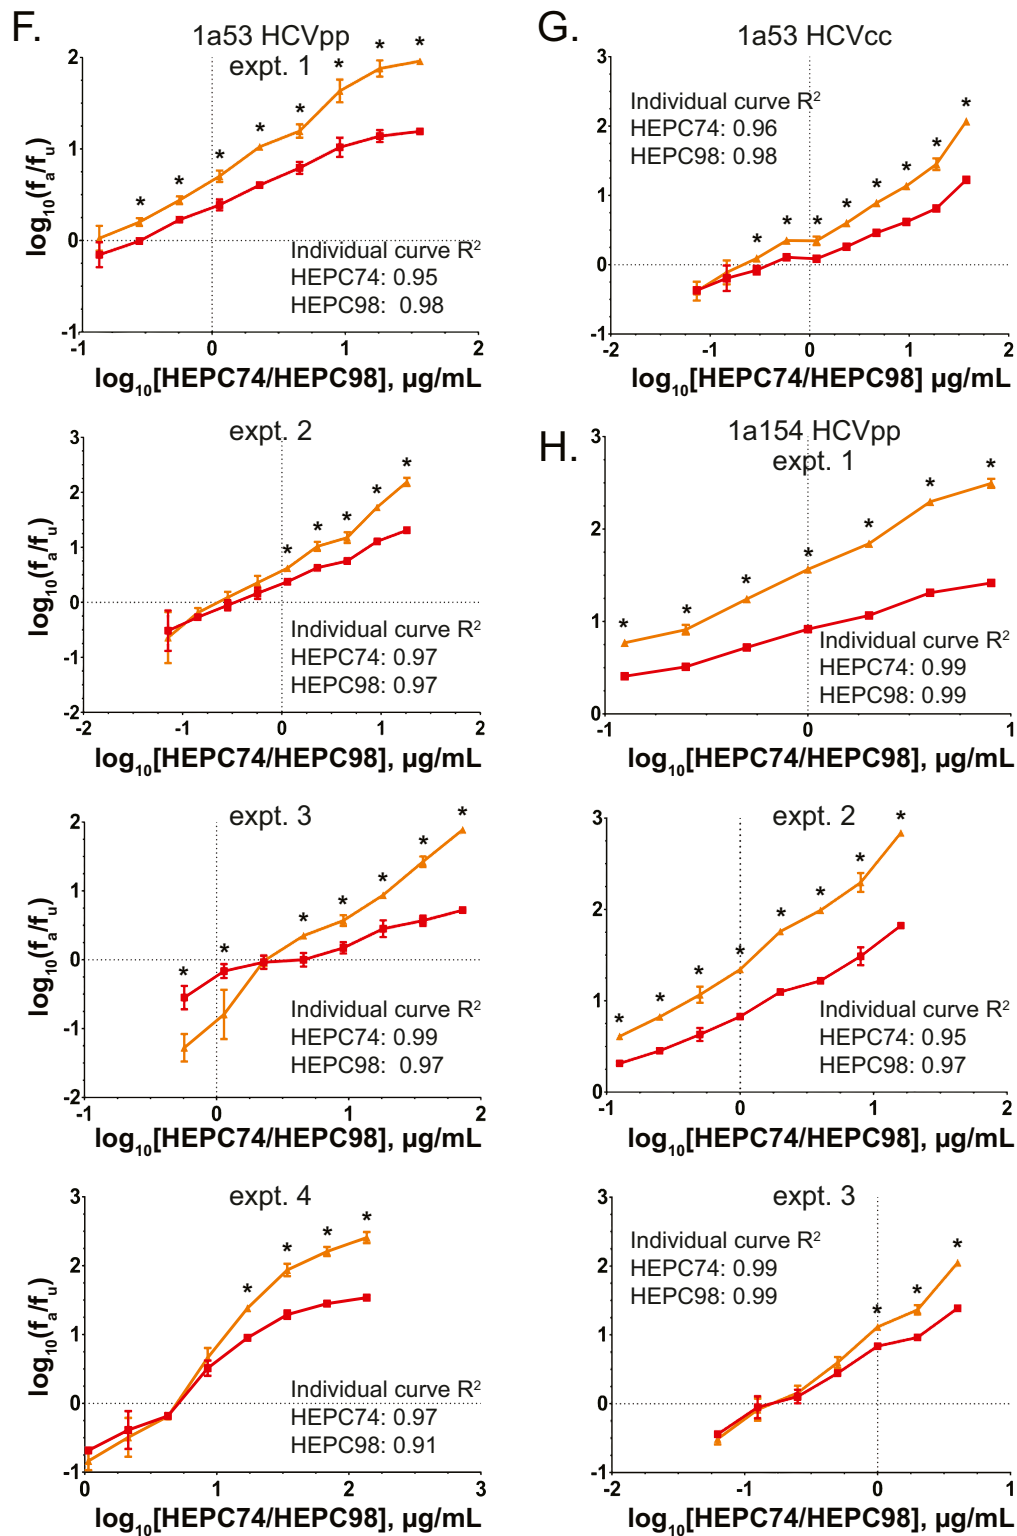 F.
1a53 HCVpp
expt. 1
* * * * * * * * *
2
1
0
-1
log10(fa/fu)
Individual curve R²
HEPC74: 0.95
HEPC98: 0.98
-1 0 1 2
log10[HEPC74/HEPC98], µg/mL
expt. 2
* * * * *
3
2
1
0
-1
-2
log10(fa/fu)
Individual curve R²
HEPC74: 0.97
HEPC98: 0.97
-2 -1 0 1 2
log10[HEPC74/HEPC98], µg/mL
expt. 3
* * * * * * *
2
1
0
-1
-2
log10(fa/fu)
Individual curve R²
HEPC74: 0.99
HEPC98: 0.97
-1 0 1 2
log10[HEPC74/HEPC98], µg/mL
expt. 4
* * * * *
3
2
1
0
-1
log10(fa/fu)
Individual curve R²
HEPC74: 0.97
HEPC98: 0.91
0 1 2 3
log10[HEPC74/HEPC98], µg/mL
G.
1a53 HCVcc
Individual curve R²
HEPC74: 0.96
HEPC98: 0.98
* * * * * * * *
3
2
1
0
-1
-2 -1 0 1 2
log10[HEPC74/HEPC98] µg/mL
H.
1a154 HCVpp
expt. 1
* * * * * * *
3
2
1
0
Individual curve R²
HEPC74: 0.99
HEPC98: 0.99
-1 0 1
log10[HEPC74/HEPC98], µg/mL
expt. 2
* * * * * * * *
3
2
1
0
Individual curve R²
HEPC74: 0.95
HEPC98: 0.97
-1 0 1 2
log10[HEPC74/HEPC98], µg/mL
expt. 3
Individual curve R²
HEPC74: 0.99
HEPC98: 0.99
* * *
3
2
1
0
-1
-2 -1 0 1
log10[HEPC74/HEPC98], µg/mL